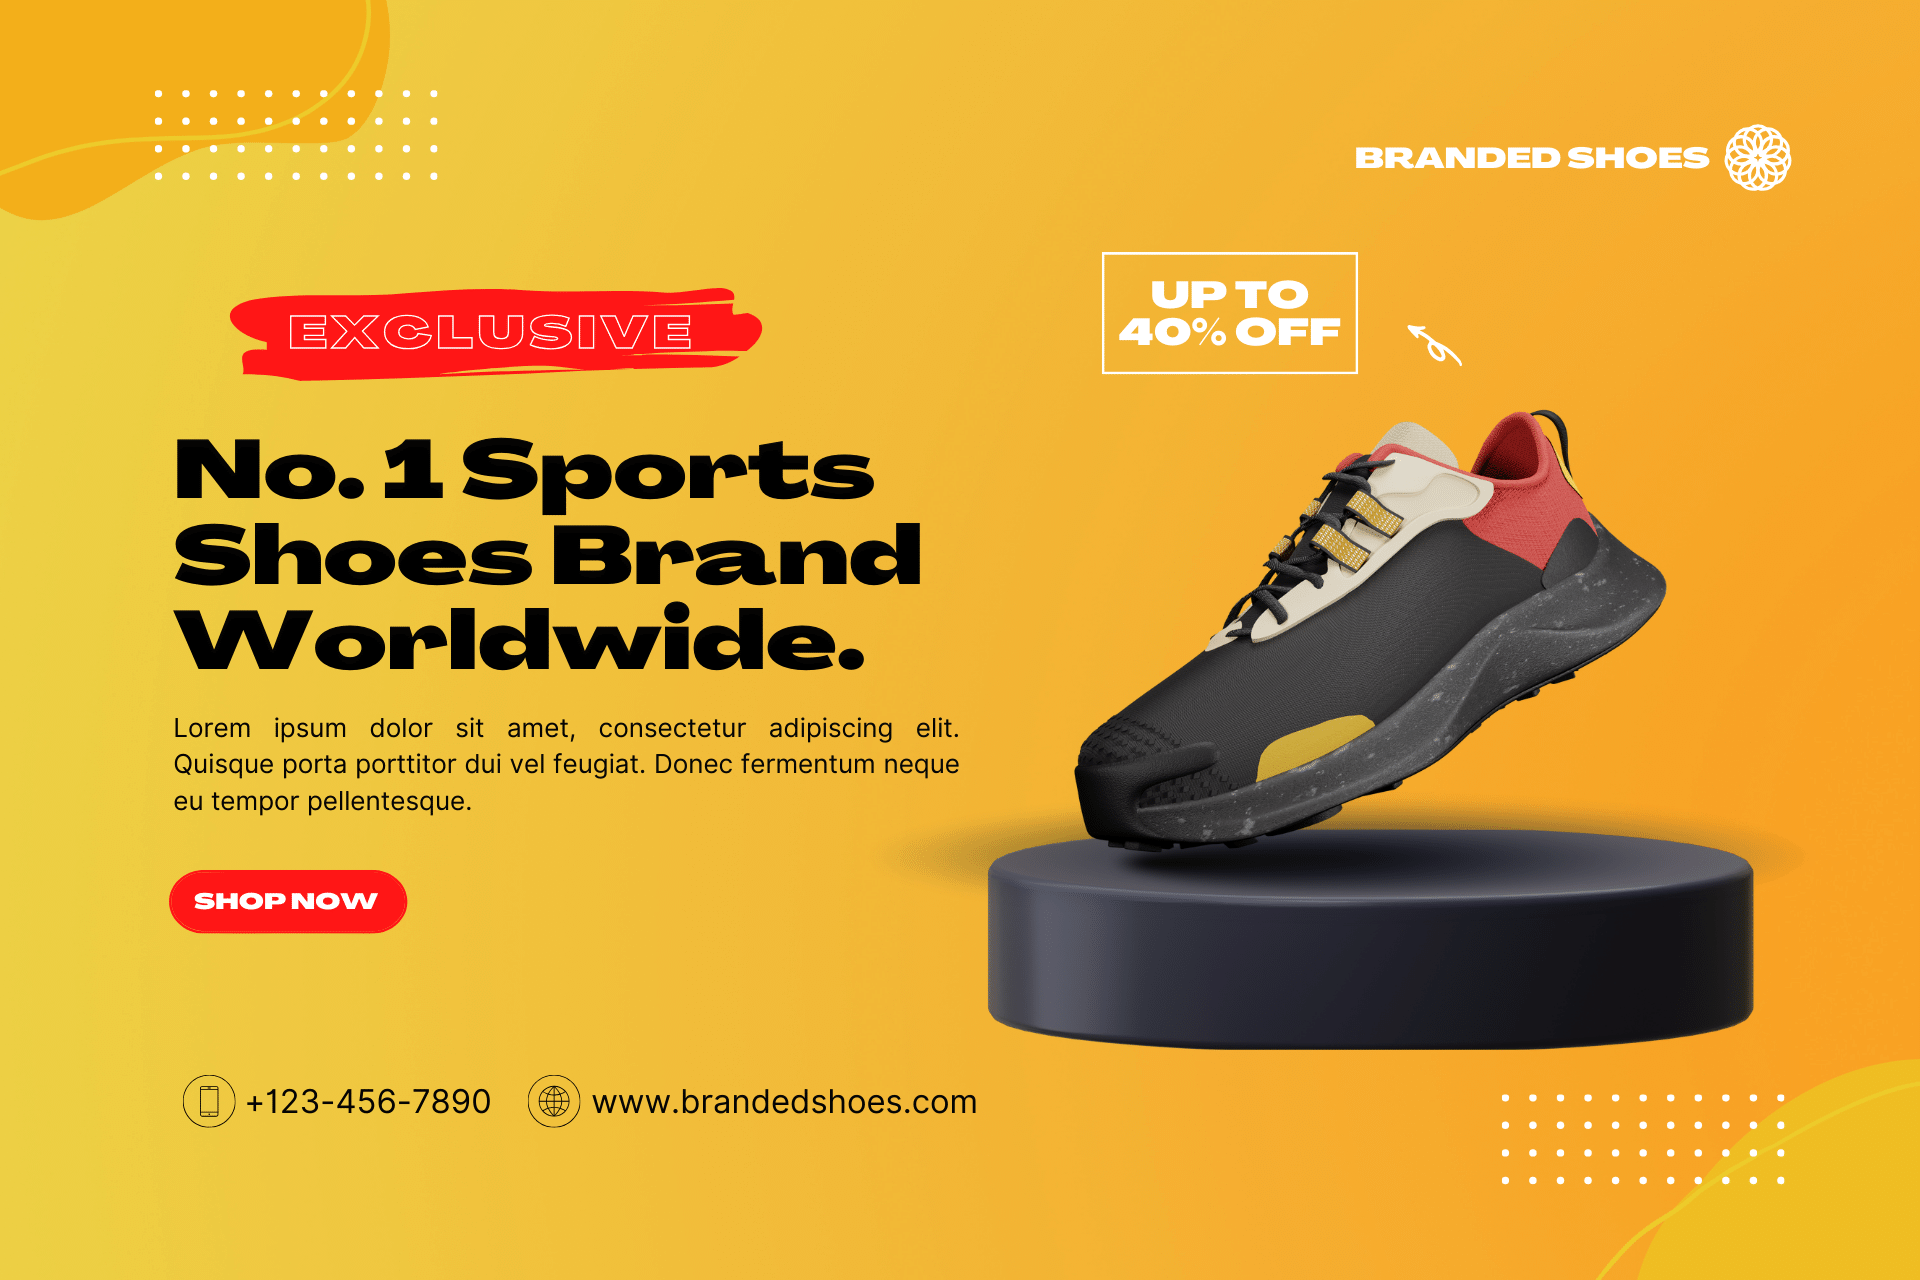 BRANDED SHOES
UP TO
40% OFF
EXCLUSIVE
No. 1 Sports
Shoes Brand
Worldwide.
Lorem ipsum dolor sit amet, consectetur adipiscing elit.
Quisque porta porttitor dui vel feugiat. Donec fermentum neque
eu tempor pellentesque.
SHOP NOW
+123-456-7890 www.brandedshoes.com